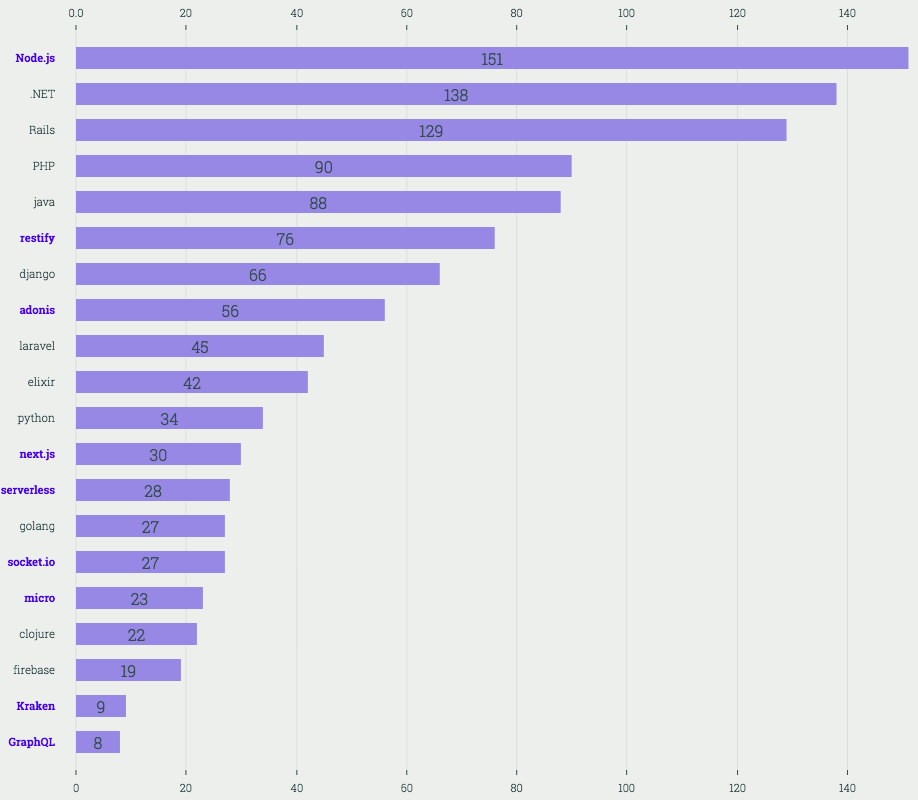 0.0 20 40 60 80 100 120 140
Node.js 151
.NET 138
Rails 129
PHP 90
java 88
restify 76
django 66
adonis 56
laravel 45
elixir 42
python 34
next.js 30
serverless 28
golang 27
socket.io 27
micro 23
clojure 22
firebase 19
Kraken 9
GraphQL 8
0 20 40 60 80 100 120 140